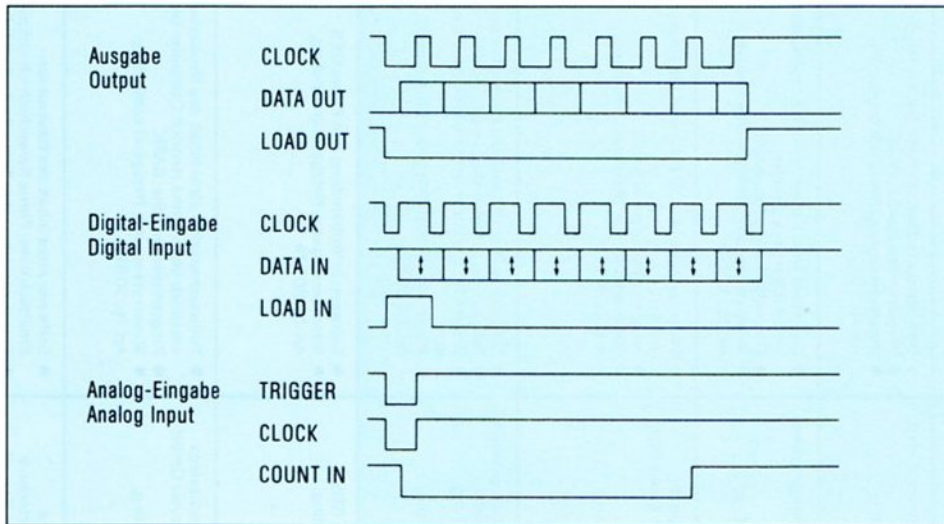 Ausgabe
Output
CLOCK
DATA OUT
LOAD OUT
Digital-Eingabe
Digital Input
CLOCK
DATA IN
LOAD IN
Analog-Eingabe
Analog Input
TRIGGER
CLOCK
COUNT IN